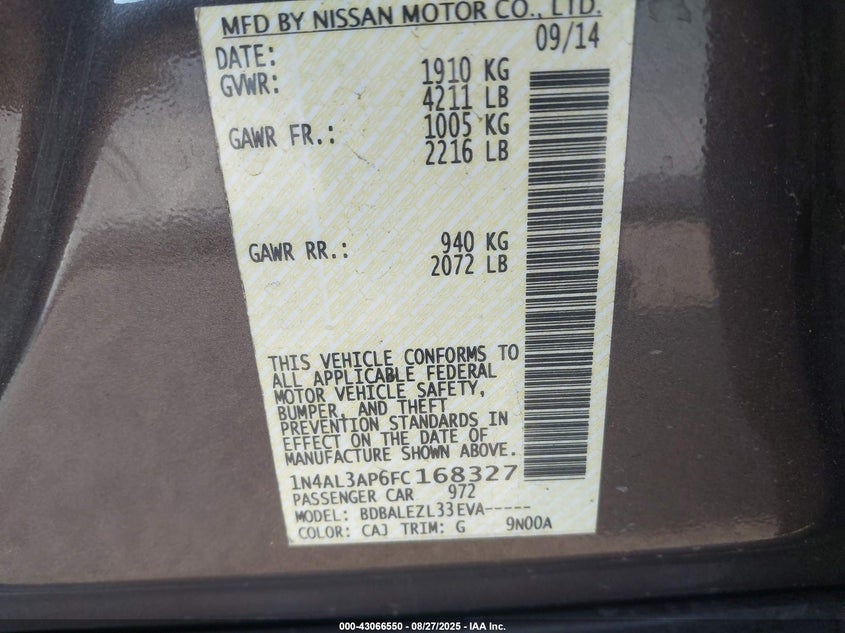 MFD BY NISSAN MOTOR CO., LTD.
DATE: 09/14
GVWR: 1910 KG
4211 LB
GAWR FR.: 1005 KG
2216 LB
GAWR RR.: 940 KG
2072 LB
THIS VEHICLE CONFORMS TO
ALL APPLICABLE FEDERAL
MOTOR VEHICLE SAFETY,
BUMPER, AND THEFT
PREVENTION STANDARDS IN
EFFECT ON THE DATE OF
MANUFACTURE SHOWN ABOVE.
1N4AL3AP6FC168327
PASSENGER CAR 972
MODEL: BDBALEZL33EVA-----
COLOR: CAJ TRIM: G 9N00A
000-43066550 - 08/27/2025 - IAA Inc.